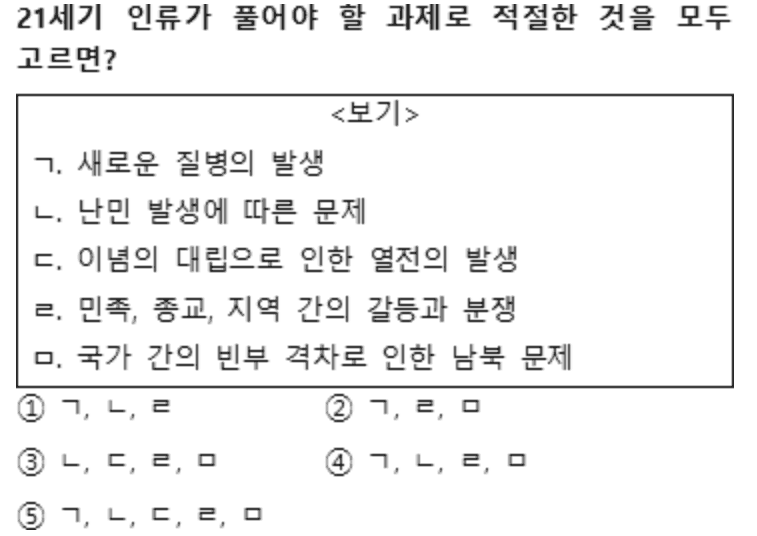 21세기 인류가 풀어야 할 과제로 적절한 것을 모두
고르면?
<보기>
ㄱ. 새로운 질병의 발생
ㄴ. 난민 발생에 따른 문제
ㄷ. 이념의 대립으로 인한 열전의 발생
ㄹ. 민족, 종교, 지역 간의 갈등과 분쟁
ㅁ. 국가 간의 빈부 격차로 인한 남북 문제
① ㄱ, ㄴ, ㄹ ② ㄱ, ㄹ, ㅁ
③ ㄴ, ㄷ, ㄹ, ㅁ ④ ㄱ, ㄴ, ㄹ, ㅁ
⑤ ㄱ, ㄴ, ㄷ, ㄹ, ㅁ